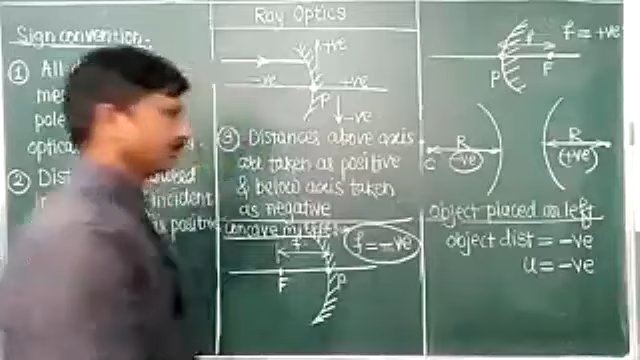 Ray Optics
Sign convention:
① All
me
pole
optica
② Dist
incident
is positive
+ve
-ve +ve
P
-ve
③ Distances above axis
are taken as positive
& below axis taken
as negative
concave mirror:
f = -ve
f
F P
f = +ve
f
P F
R
C -ve
R
(+ve)
object placed on left
object dist = -ve
u = -ve